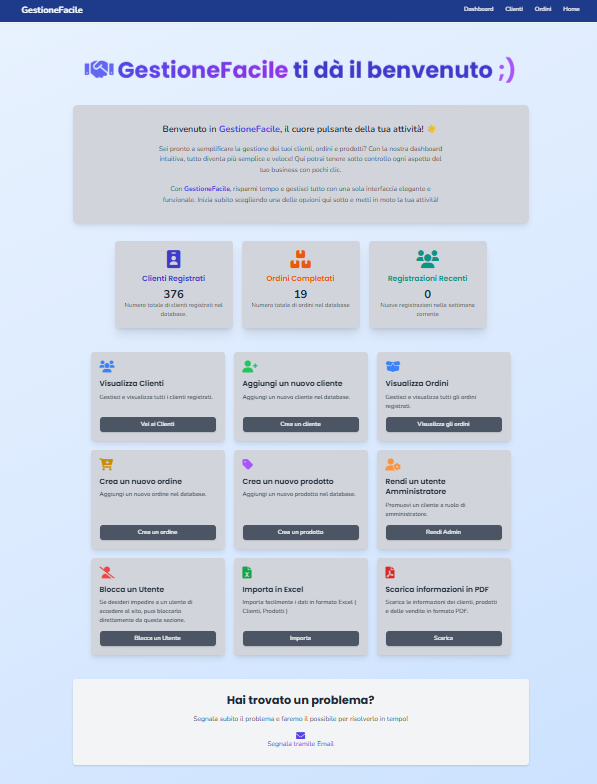 GestioneFacile
Dashboard Clienti Ordini Home
GestioneFacile ti dà il benvenuto ;)
Benvenuto in GestioneFacile, il cuore pulsante della tua attività!
Sei pronto a semplificare la gestione dei tuoi clienti, ordini e prodotti? Con la nostra dashboard
intuitiva, tutto diventa più semplice e veloce! Qui potrai tenere sotto controllo ogni aspetto del
tuo business con pochi clic.
Con GestioneFacile, risparmi tempo e gestisci tutto con una sola interfaccia elegante e
funzionale. Inizia subito scegliendo una delle opzioni qui sotto e metti in moto la tua attività!
Clienti Registrati
376
Numero totale di clienti registrati nel
database.
Ordini Completati
19
Numero totale di ordini nel database
Registrazioni Recenti
0
Nuove registrazioni nella settimana
corrente
Visualizza Clienti
Gestisci e visualizza tutti i clienti registrati.
Vai ai Clienti
Aggiungi un nuovo cliente
Aggiungi un nuovo cliente nel database.
Crea un cliente
Visualizza Ordini
Gestisci e visualizza tutti gli ordini
registrati.
Visualizza gli ordini
Crea un nuovo ordine
Aggiungi un nuovo ordine nel database.
Crea un ordine
Crea un nuovo prodotto
Aggiungi un nuovo prodotto nel database.
Crea un prodotto
Rendi un utente
Amministratore
Promuovi un cliente a ruolo di
amministratore.
Rendi Admin
Blocca un Utente
Se desideri impedire a un utente di
accedere al sito, puoi bloccarlo
direttamente da questa sezione.
Blocca un Utente
Importa in Excel
Importa facilmente i dati in formato Excel (
Clienti, Prodotti )
Importa
Scarica informazioni in PDF
Scarica le informazioni dei clienti, prodotti
e delle vendite in formato PDF.
Scarica
Hai trovato un problema?
Segnala subito il problema e faremo il possibile per risolverlo in tempo!
Segnala tramite Email